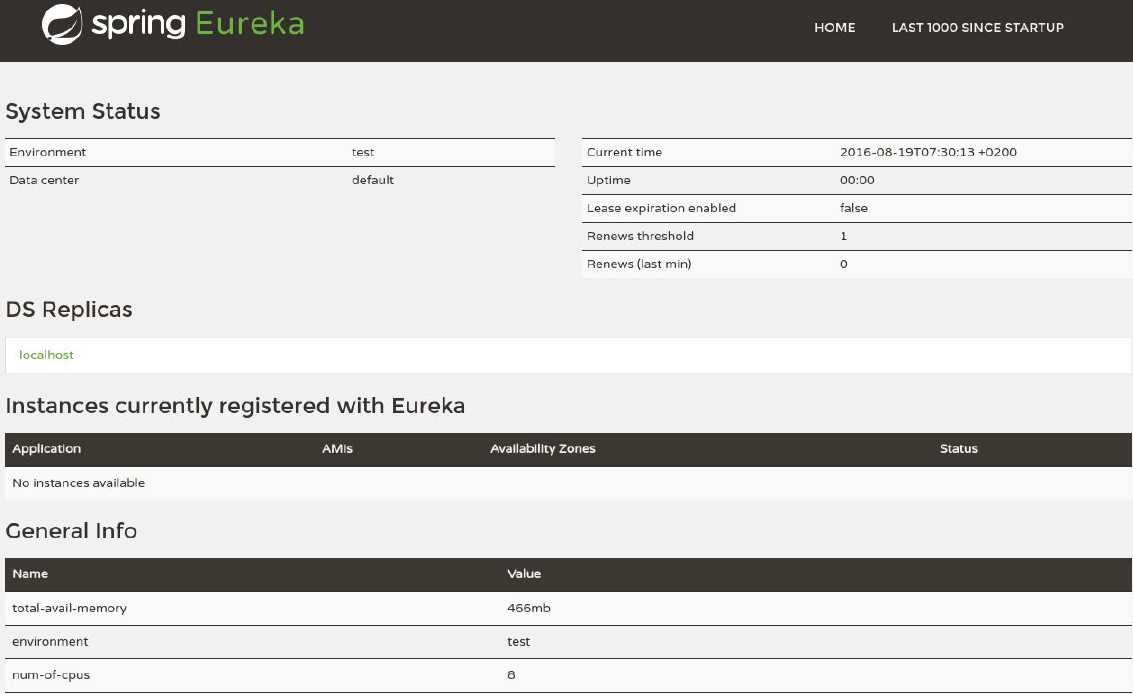 spring Eureka
HOME LAST 1000 SINCE STARTUP
System Status
Environment test
Data center default
Current time 2016-08-19T07:30:13 +0200
Uptime 00:00
Lease expiration enabled false
Renews threshold 1
Renews (last min) 0
DS Replicas
localhost
Instances currently registered with Eureka
Application AMIs Availability Zones Status
No instances available
General Info
Name Value
total-avail-memory 466mb
environment test
num-of-cpus 8